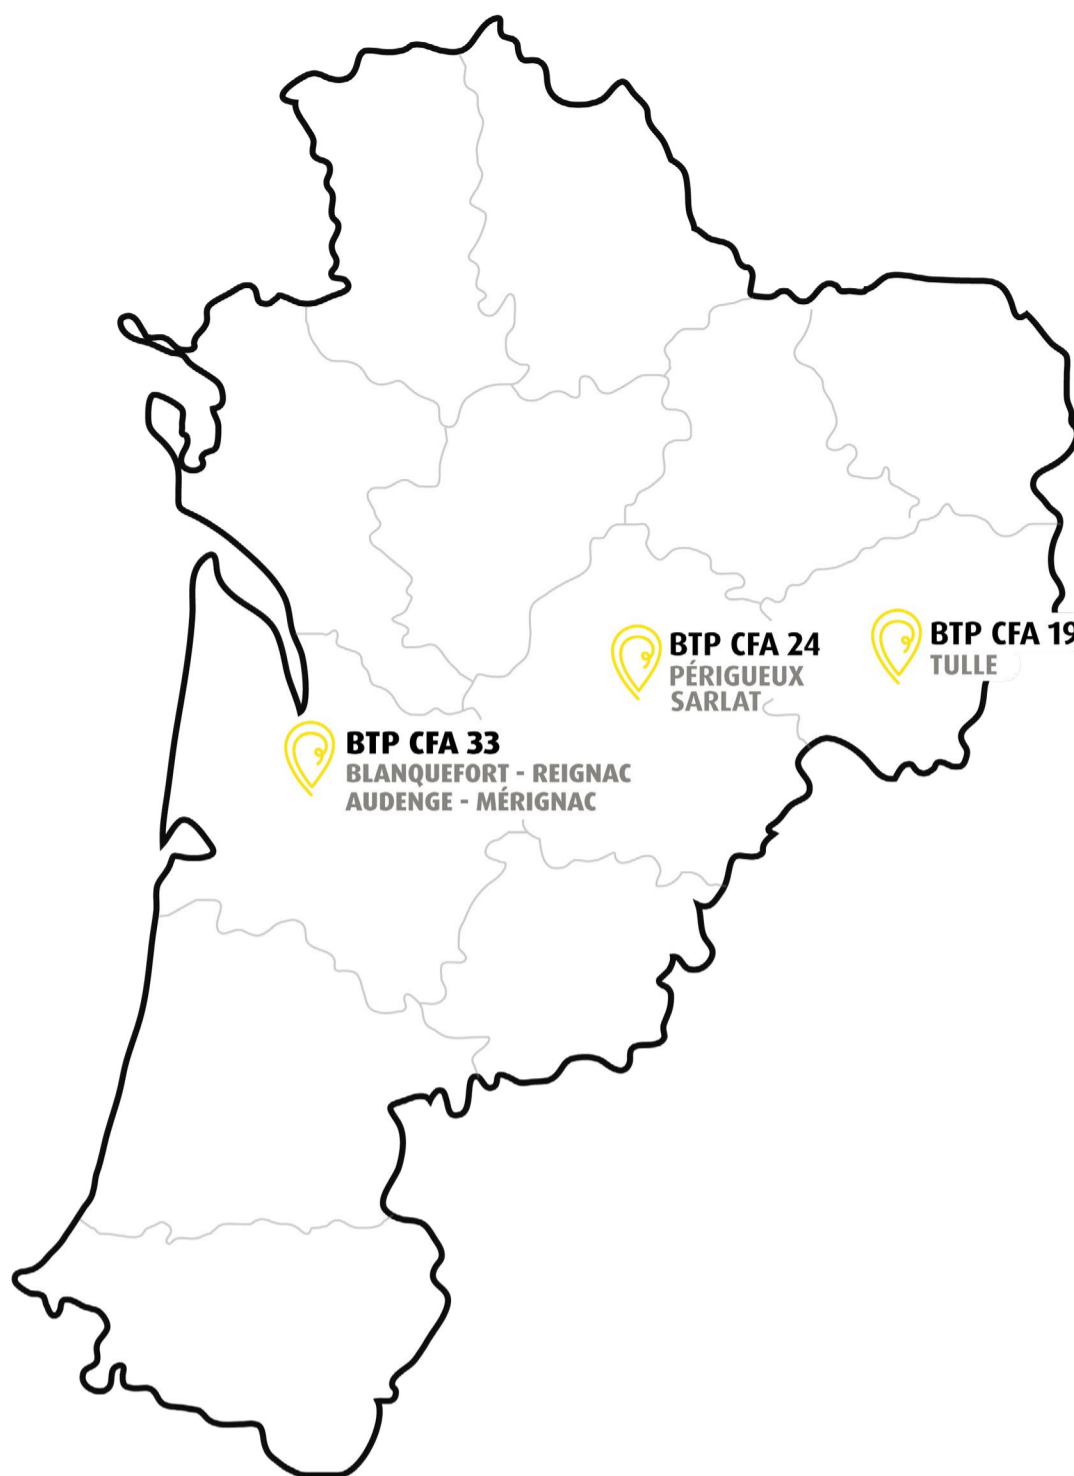 BTP CFA 19
TULLE
BTP CFA 24
PÉRIGUEUX
SARLAT
BTP CFA 33
BLANQUEFORT - REIGNAC
AUDENGE - MÉRIGNAC